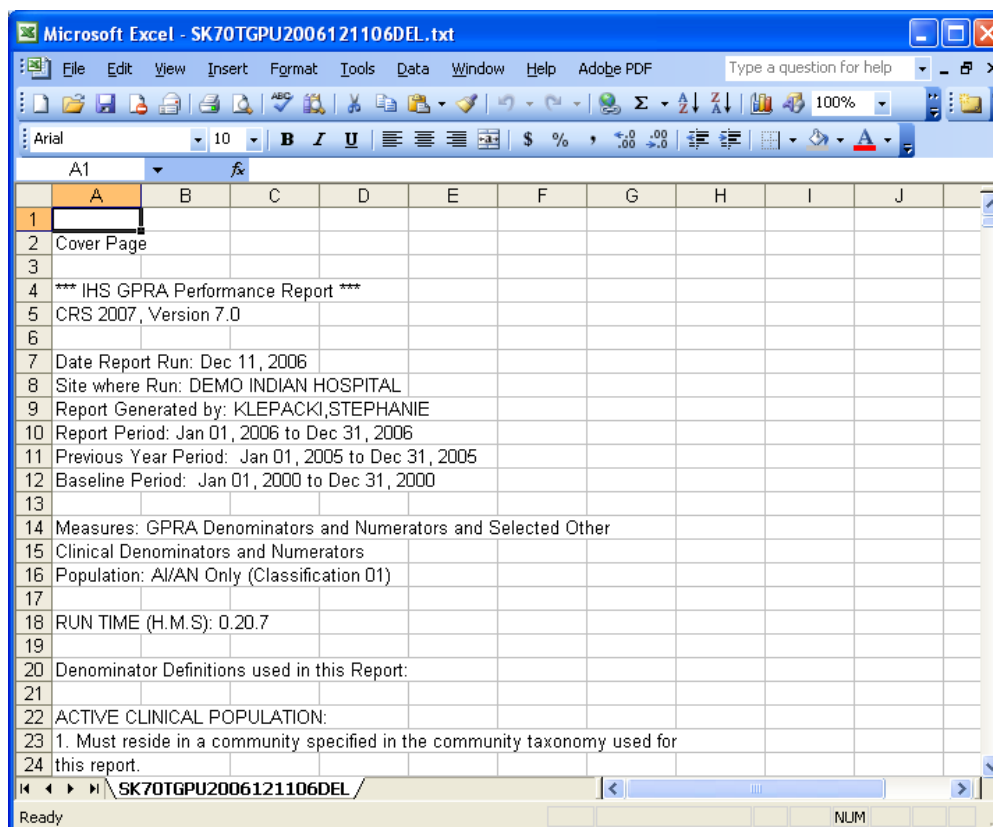 Microsoft Excel - SK70TGPU2006121106DEL.txt
File Edit View Insert Format Tools Data Window Help Adobe PDF Type a question for help
ABC Σ A Z Z A 100%
Arial 10 B I U $ % , .0 .00 .00 .0 A
A1 fx
A B C D E F G H I J
1
2 Cover Page
3
4 *** IHS GPRA Performance Report ***
5 CRS 2007, Version 7.0
6
7 Date Report Run: Dec 11, 2006
8 Site where Run: DEMO INDIAN HOSPITAL
9 Report Generated by: KLEPACKI,STEPHANIE
10 Report Period: Jan 01, 2006 to Dec 31, 2006
11 Previous Year Period: Jan 01, 2005 to Dec 31, 2005
12 Baseline Period: Jan 01, 2000 to Dec 31, 2000
13
14 Measures: GPRA Denominators and Numerators and Selected Other
15 Clinical Denominators and Numerators
16 Population: AI/AN Only (Classification 01)
17
18 RUN TIME (H.M.S): 0.20.7
19
20 Denominator Definitions used in this Report:
21
22 ACTIVE CLINICAL POPULATION:
23 1. Must reside in a community specified in the community taxonomy used for
24 this report.
SK70TGPU2006121106DEL
Ready NUM